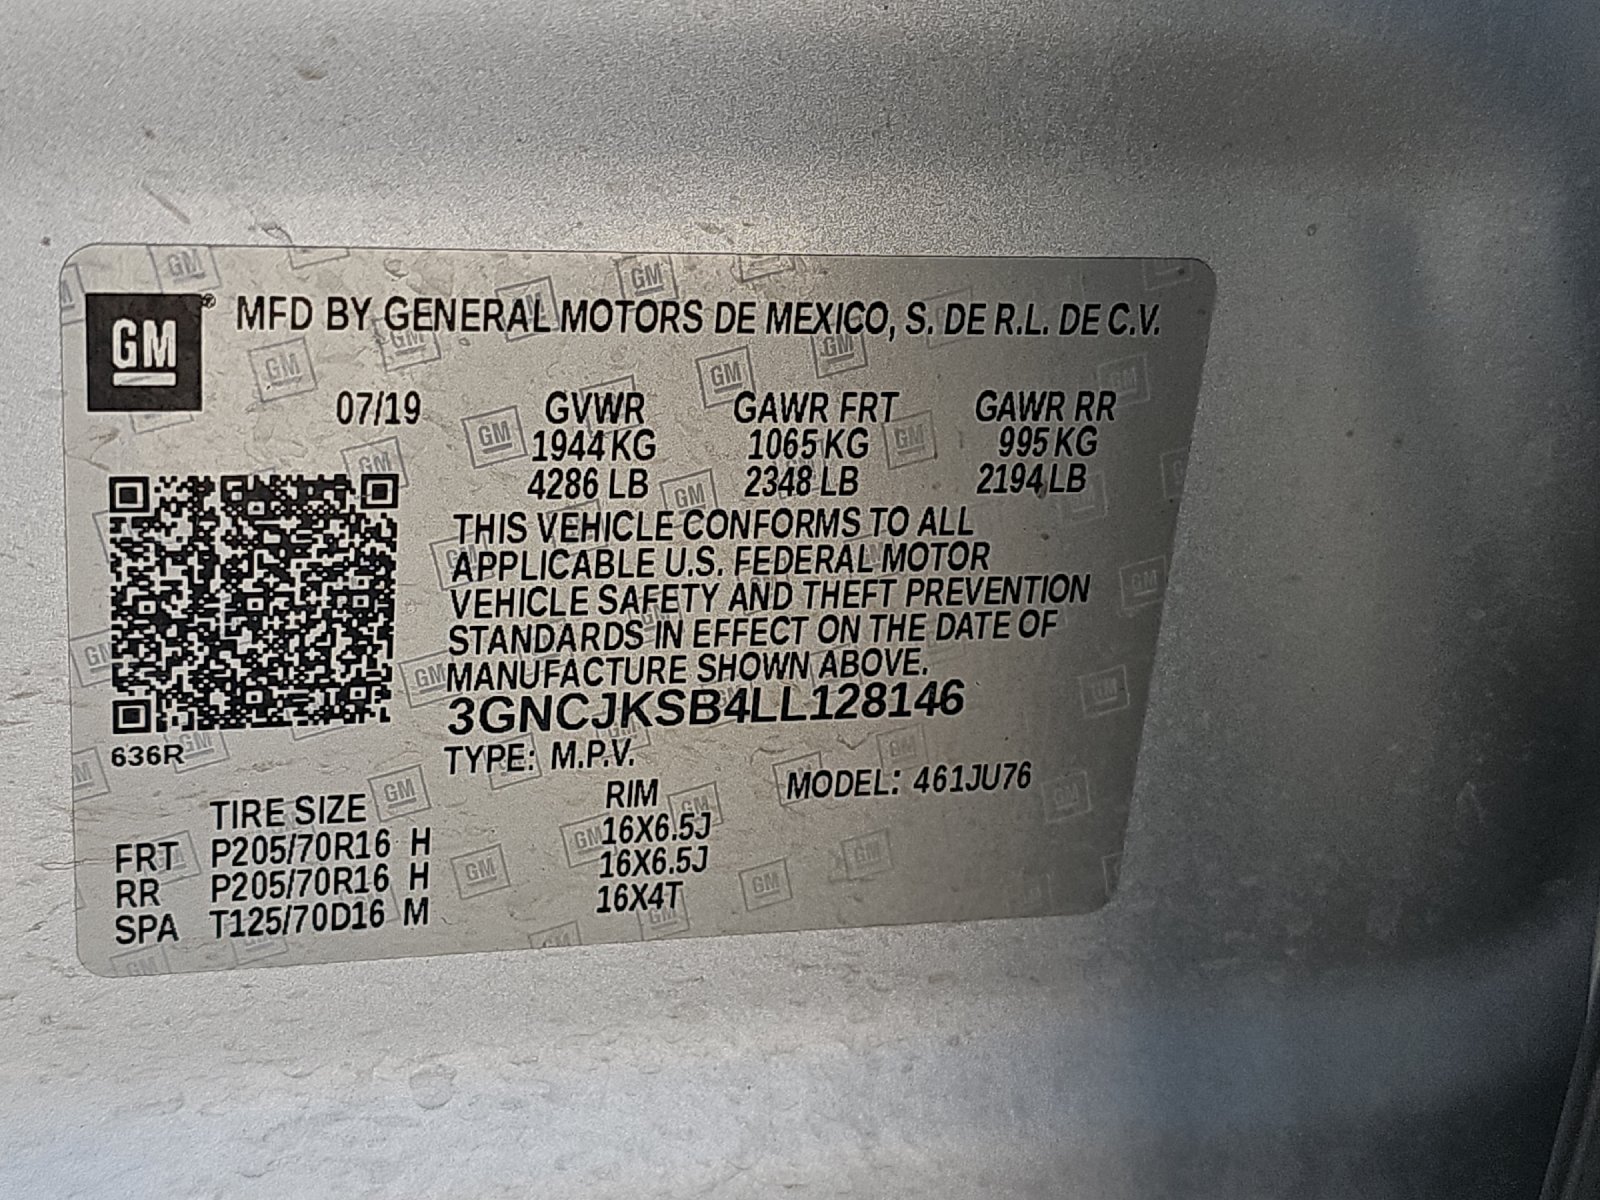 GM® MFD BY GENERAL MOTORS DE MEXICO, S. DE R.L. DE C.V.
07/19 GVWR GAWR FRT GAWR RR
1944 KG 1065 KG 995 KG
4286 LB 2348 LB 2194 LB
THIS VEHICLE CONFORMS TO ALL
APPLICABLE U.S. FEDERAL MOTOR
VEHICLE SAFETY AND THEFT PREVENTION
STANDARDS IN EFFECT ON THE DATE OF
MANUFACTURE SHOWN ABOVE.
3GNCJKSB4LL128146
636R
TYPE: M.P.V.
MODEL: 461JU76
TIRE SIZE RIM
FRT P205/70R16 H 16X6.5J
RR P205/70R16 H 16X6.5J
SPA T125/70D16 M 16X4T